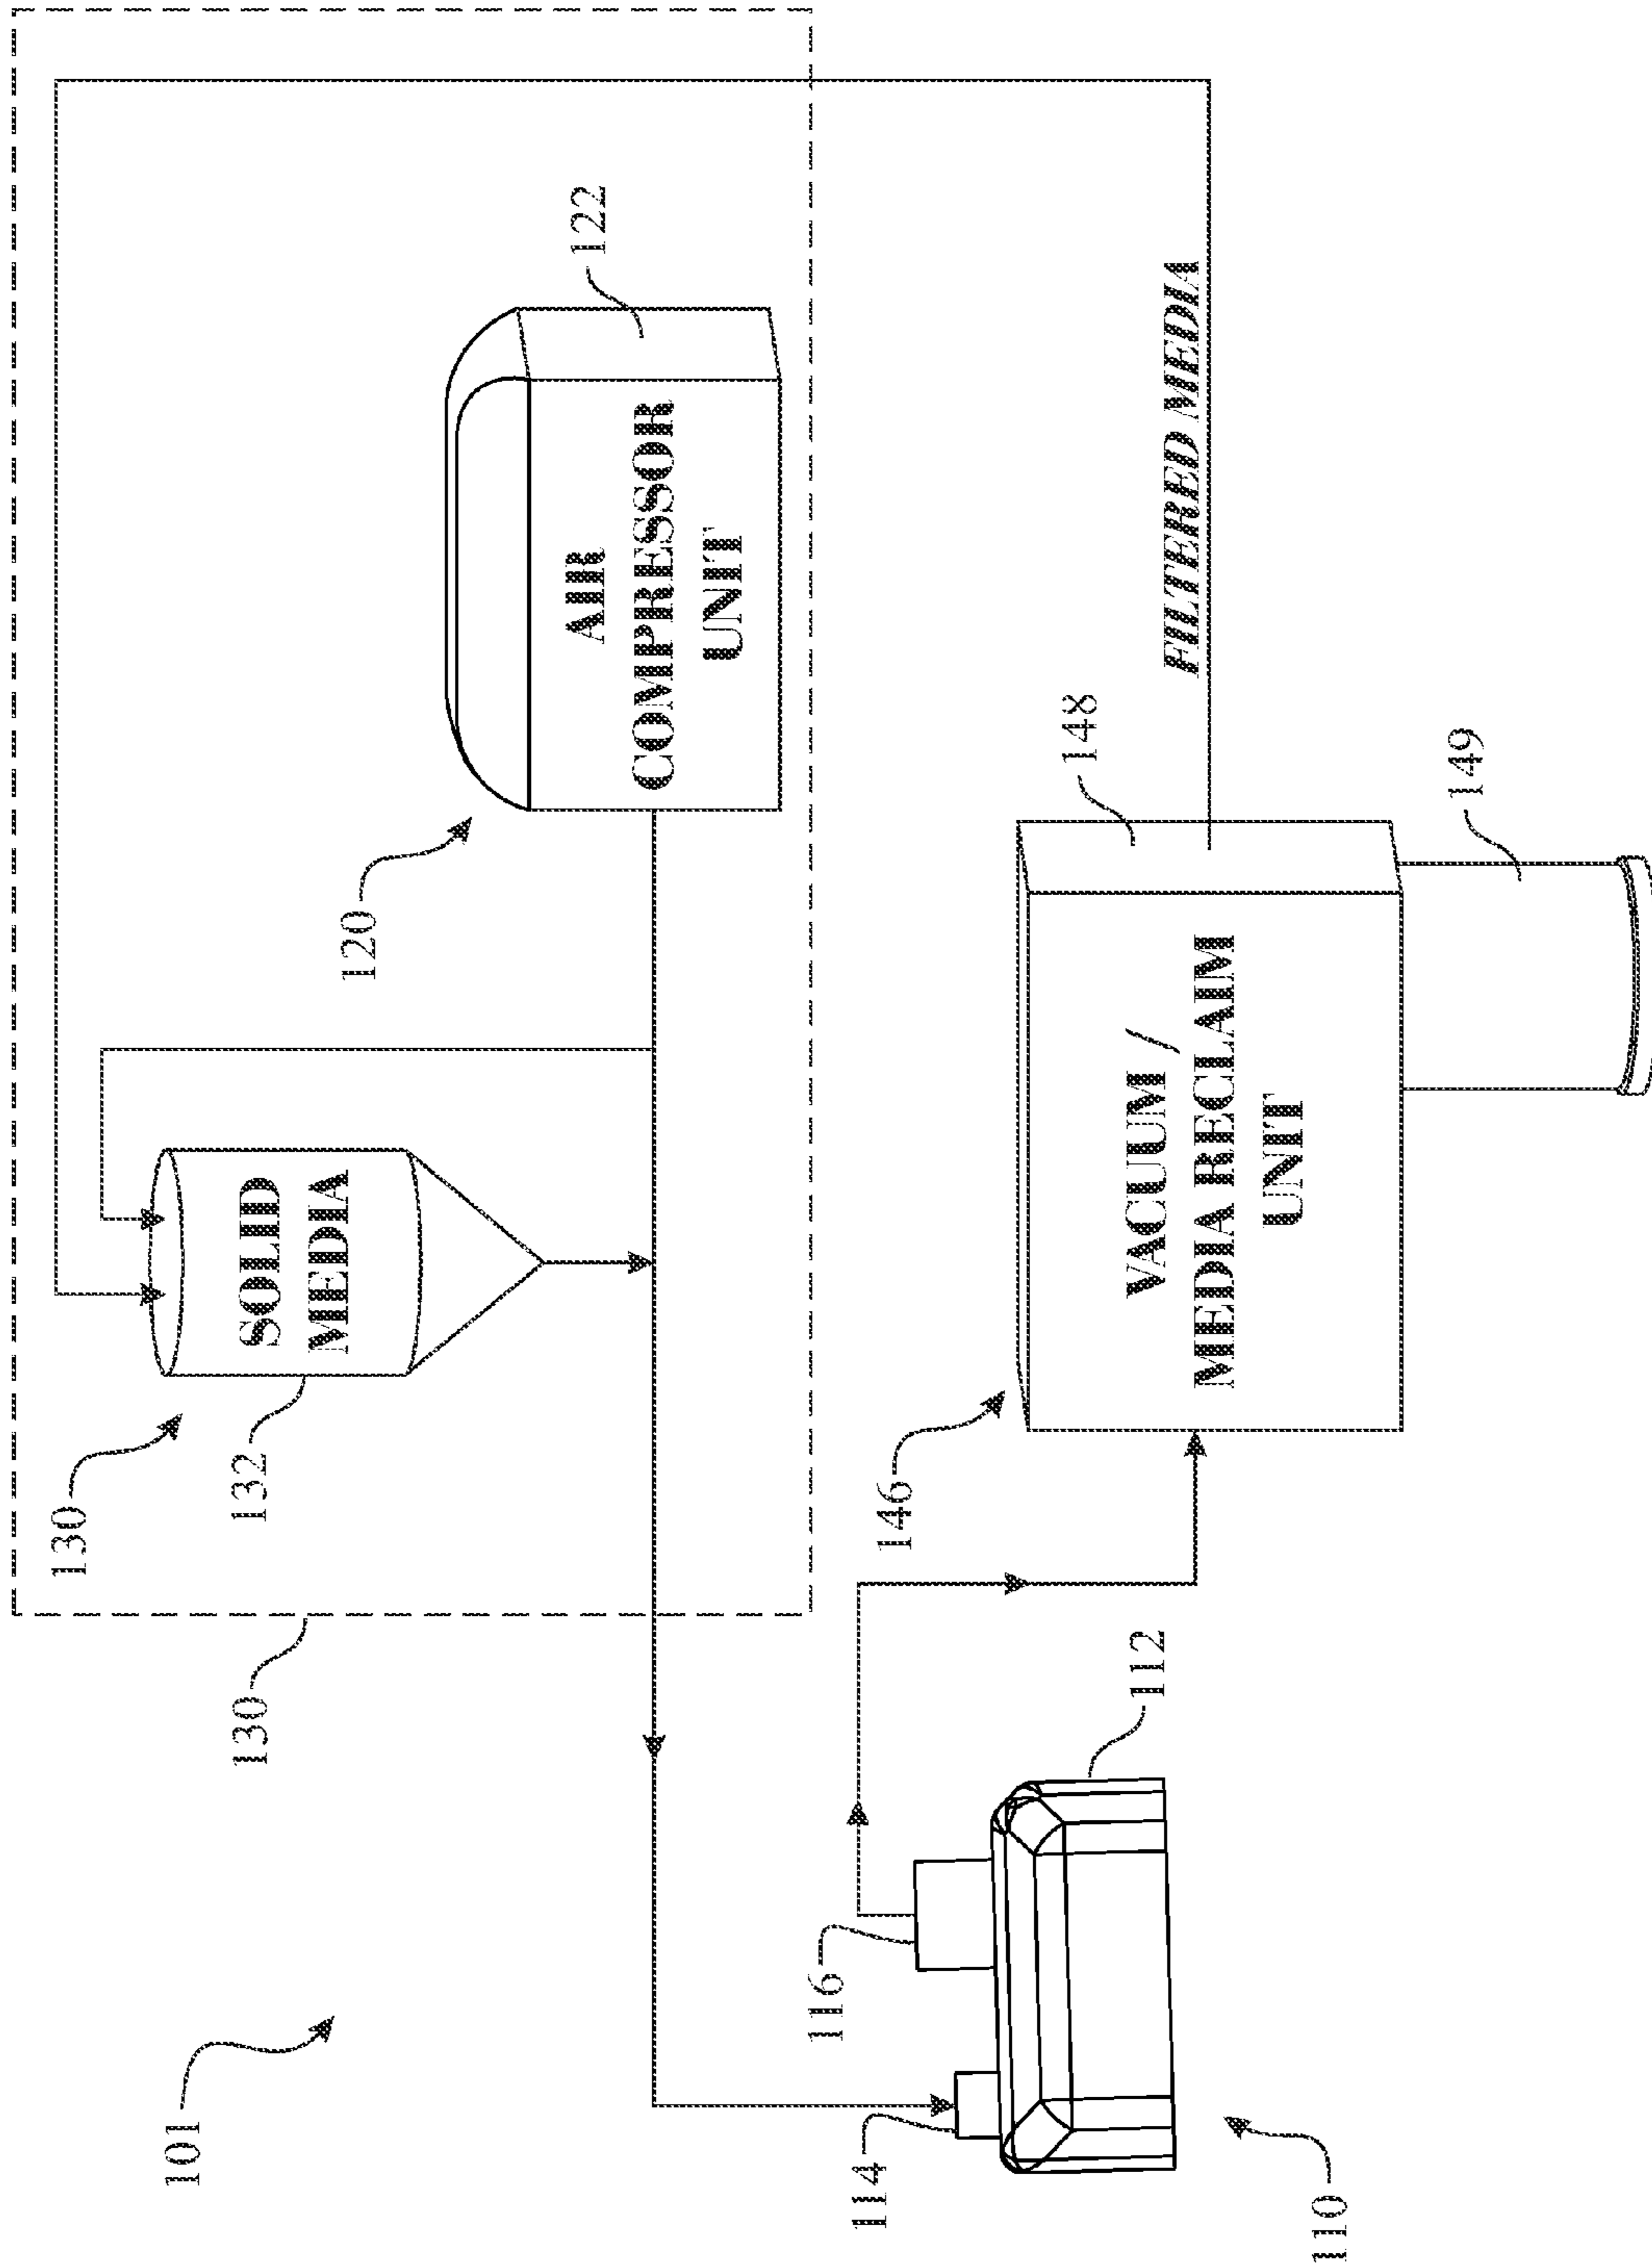 101
130
130
132
SOLID
MEDIA
120
122
AIR
COMPRESSOR
UNIT
114
116
112
110
146
148
VACUUM /
MEDIA RECLAIM
UNIT
FILTERED MEDIA
149